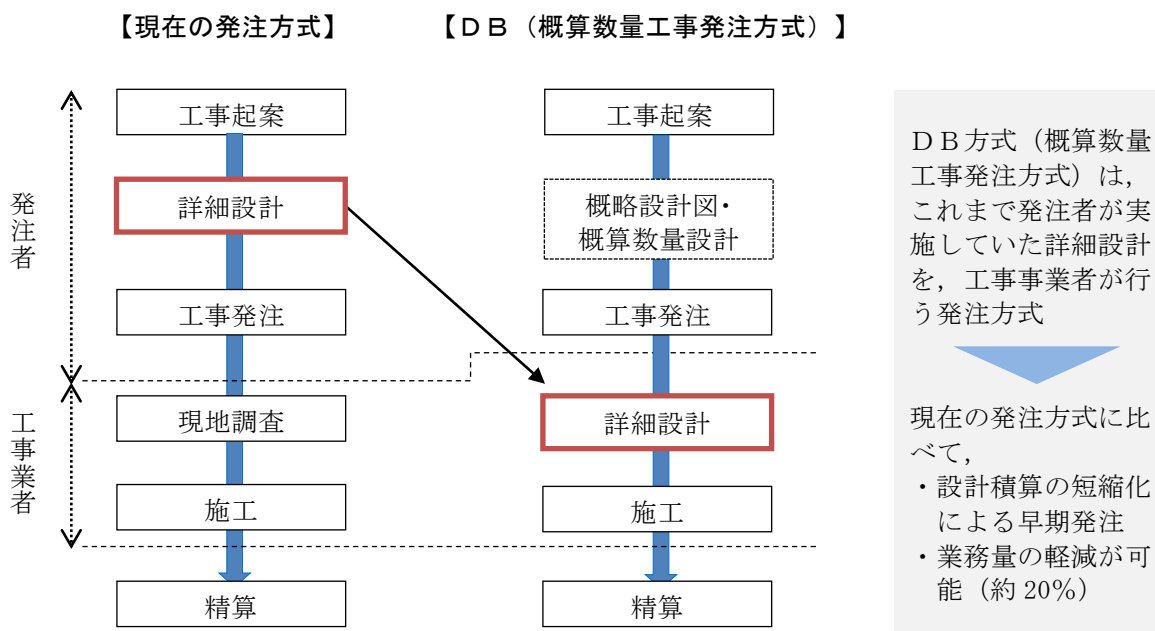 【現在の発注方式】
【ＤＢ（概算数量工事発注方式）】
発注者
工事業者
工事起案
詳細設計
工事発注
現地調査
施工
精算
工事起案
概略設計図・
概算数量設計
工事発注
詳細設計
施工
精算
ＤＢ方式（概算数量
工事発注方式）は，
これまで発注者が実
施していた詳細設計
を，工事事業者が行
う発注方式
現在の発注方式に比
べて，
・設計積算の短縮化
による早期発注
・業務量の軽減が可
能（約 20％）